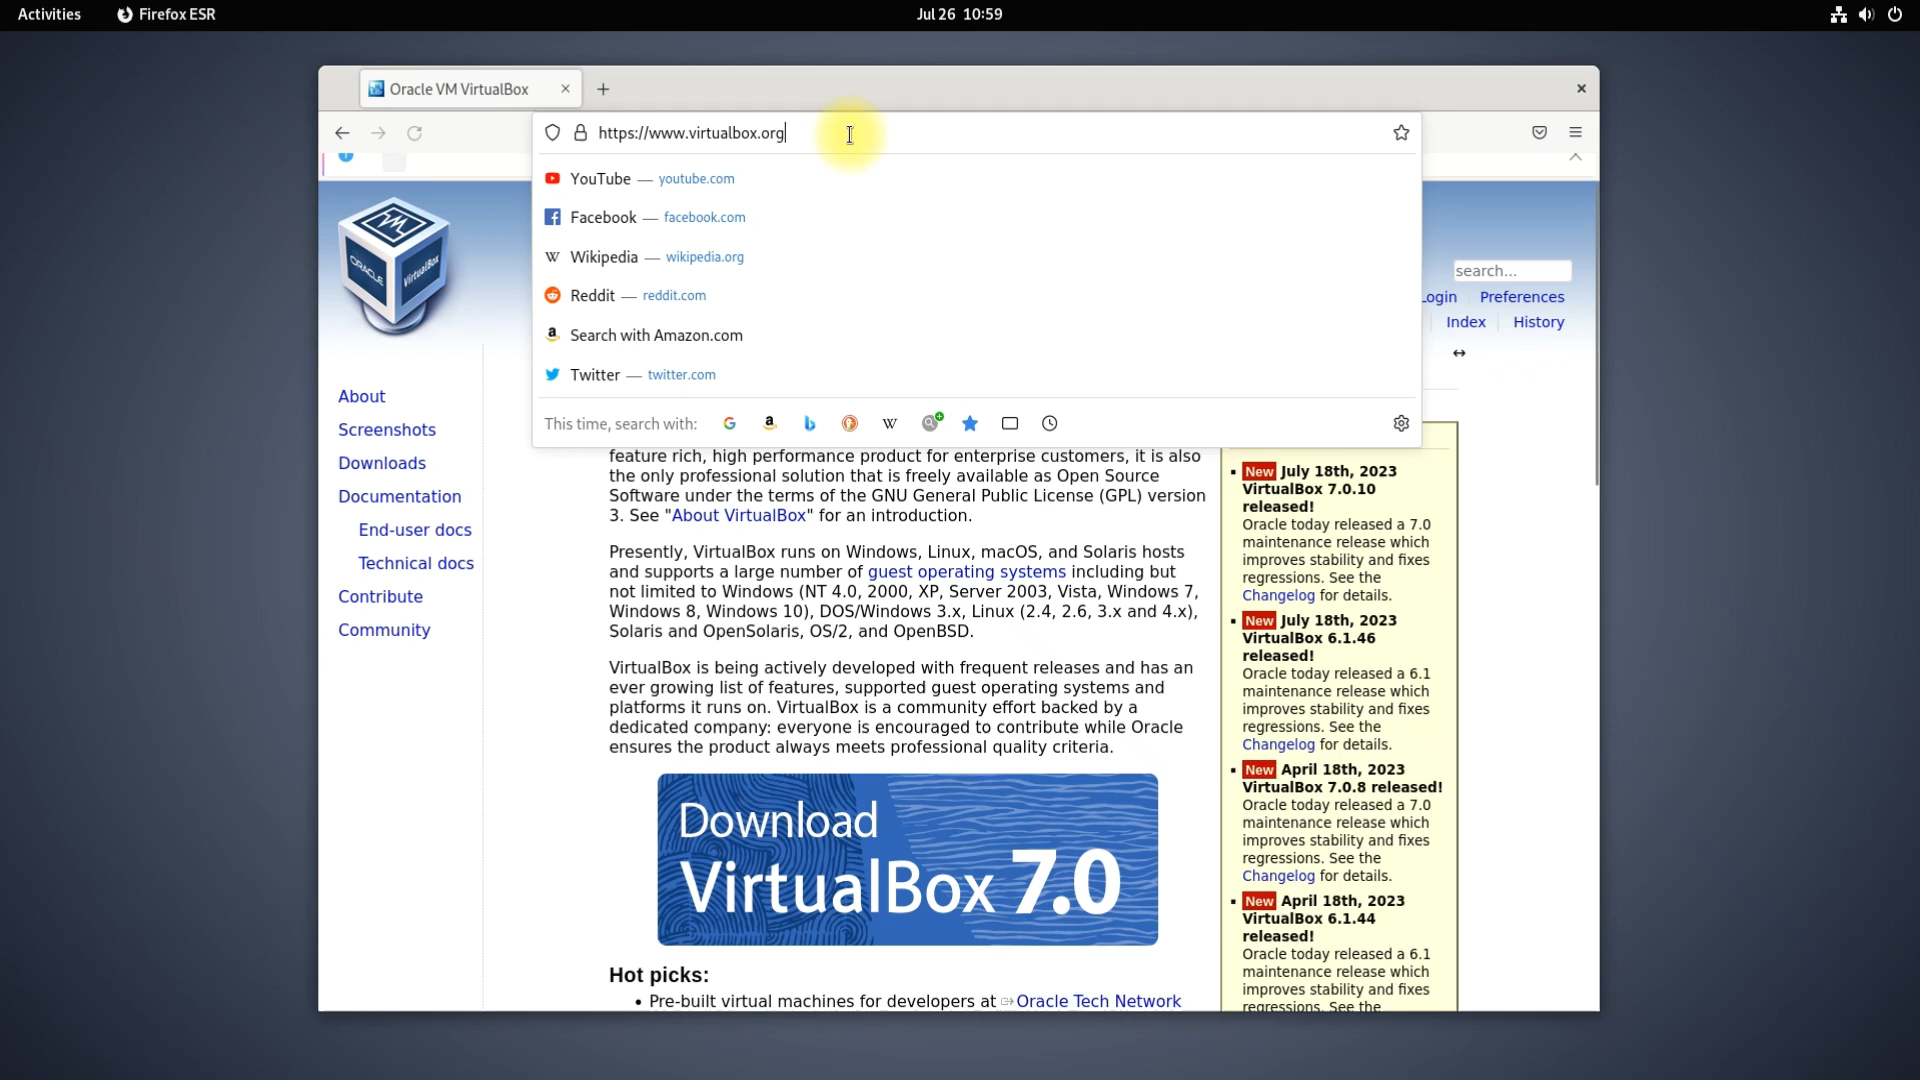 Activities
Firefox ESR
Jul 26 10:59
Oracle VM VirtualBox
https://www.virtualbox.org
YouTube — youtube.com
Facebook — facebook.com
Wikipedia — wikipedia.org
Reddit — reddit.com
Search with Amazon.com
Twitter — twitter.com
This time, search with:
ORACLE
VirtualBox
search...
Login Preferences
Index History
About
Screenshots
Downloads
Documentation
End-user docs
Technical docs
Contribute
Community
feature rich, high performance product for enterprise customers, it is also
the only professional solution that is freely available as Open Source
Software under the terms of the GNU General Public License (GPL) version
3. See "About VirtualBox" for an introduction.
Presently, VirtualBox runs on Windows, Linux, macOS, and Solaris hosts
and supports a large number of guest operating systems including but
not limited to Windows (NT 4.0, 2000, XP, Server 2003, Vista, Windows 7,
Windows 8, Windows 10), DOS/Windows 3.x, Linux (2.4, 2.6, 3.x and 4.x),
Solaris and OpenSolaris, OS/2, and OpenBSD.
VirtualBox is being actively developed with frequent releases and has an
ever growing list of features, supported guest operating systems and
platforms it runs on. VirtualBox is a community effort backed by a
dedicated company: everyone is encouraged to contribute while Oracle
ensures the product always meets professional quality criteria.
Download
VirtualBox 7.0
Hot picks:
• Pre-built virtual machines for developers at Oracle Tech Network
New July 18th, 2023
VirtualBox 7.0.10
released!
Oracle today released a 7.0
maintenance release which
improves stability and fixes
regressions. See the
Changelog for details.
New July 18th, 2023
VirtualBox 6.1.46
released!
Oracle today released a 6.1
maintenance release which
improves stability and fixes
regressions. See the
Changelog for details.
New April 18th, 2023
VirtualBox 7.0.8 released!
Oracle today released a 7.0
maintenance release which
improves stability and fixes
regressions. See the
Changelog for details.
New April 18th, 2023
VirtualBox 6.1.44
released!
Oracle today released a 6.1
maintenance release which
improves stability and fixes
regressions. See the